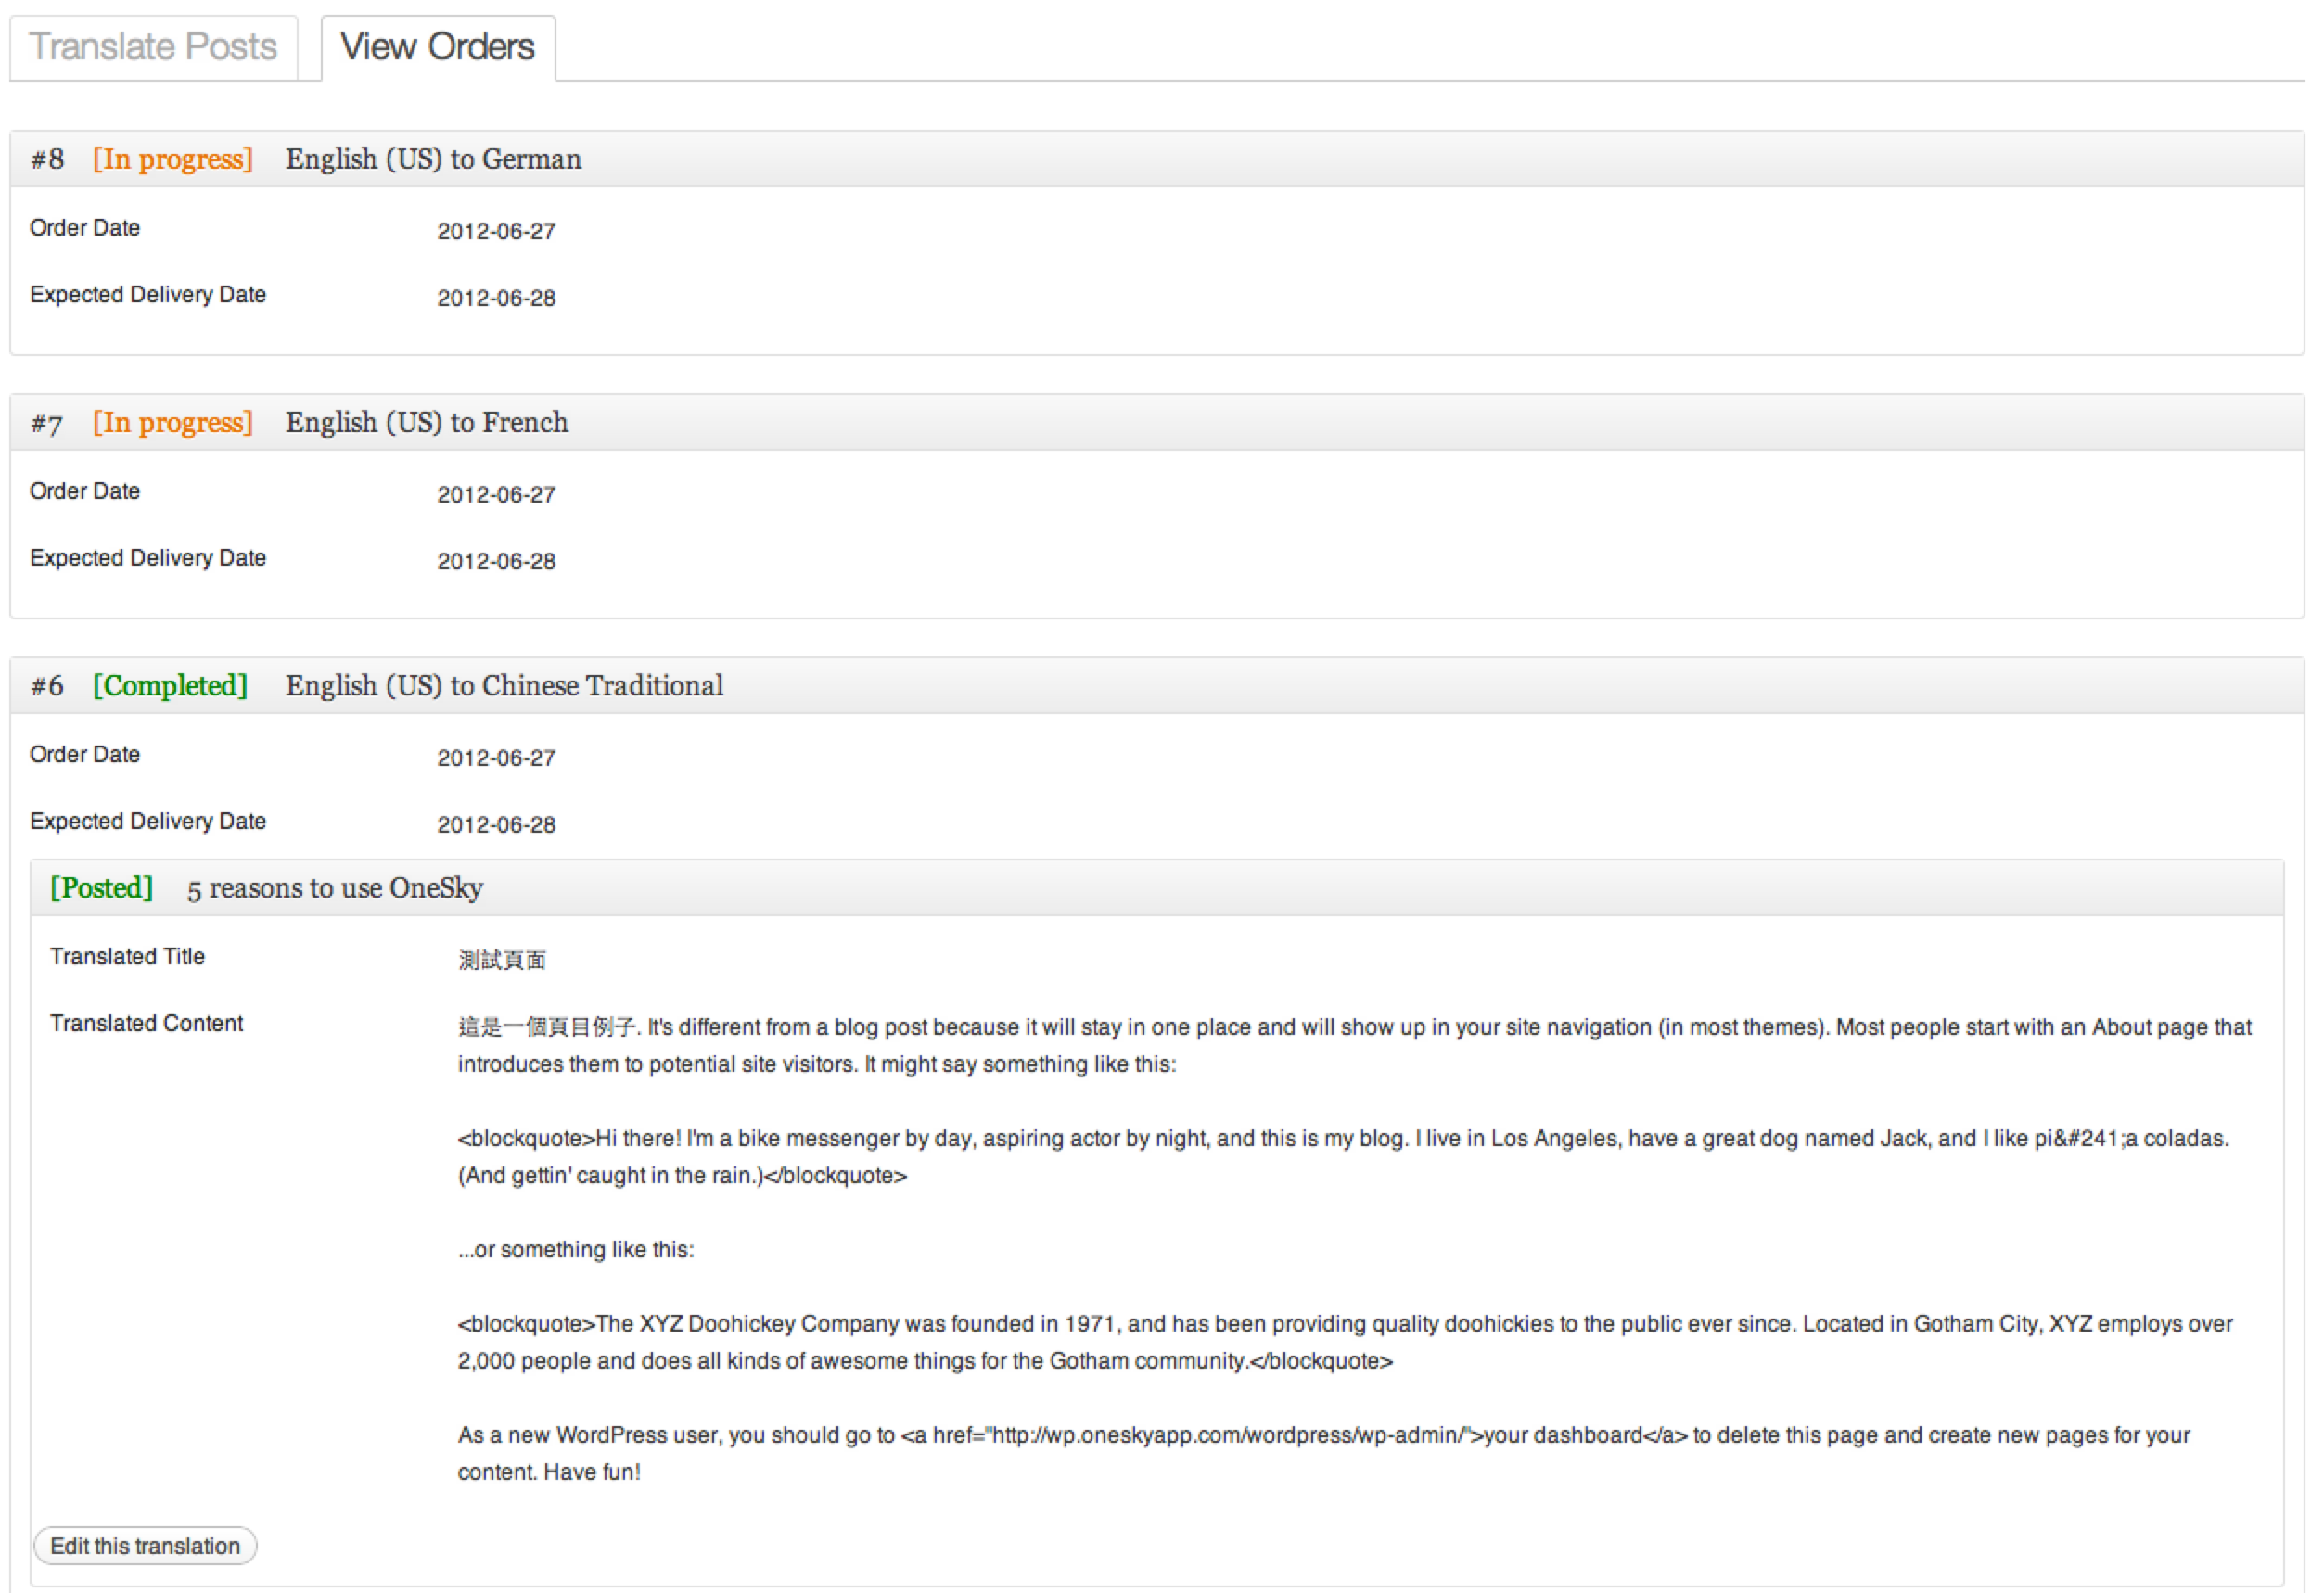 Translate Posts View Orders
#8 [In progress] English (US) to German
Order Date 2012-06-27
Expected Delivery Date 2012-06-28
#7 [In progress] English (US) to French
Order Date 2012-06-27
Expected Delivery Date 2012-06-28
#6 [Completed] English (US) to Chinese Traditional
Order Date 2012-06-27
Expected Delivery Date 2012-06-28
[Posted] 5 reasons to use OneSky
Translated Title 測試頁面
Translated Content 這是一個頁目例子. It's different from a blog post because it will stay in one place and will show up in your site navigation (in most themes). Most people start with an About page that
introduces them to potential site visitors. It might say something like this:
<blockquote>Hi there! I'm a bike messenger by day, aspiring actor by night, and this is my blog. I live in Los Angeles, have a great dog named Jack, and I like pi&#241;a coladas.
(And gettin' caught in the rain.)</blockquote>
...or something like this:
<blockquote>The XYZ Doohickey Company was founded in 1971, and has been providing quality doohickies to the public ever since. Located in Gotham City, XYZ employs over
2,000 people and does all kinds of awesome things for the Gotham community.</blockquote>
As a new WordPress user, you should go to <a href="http://wp.oneskyapp.com/wordpress/wp-admin/">your dashboard</a> to delete this page and create new pages for your
content. Have fun!
Edit this translation